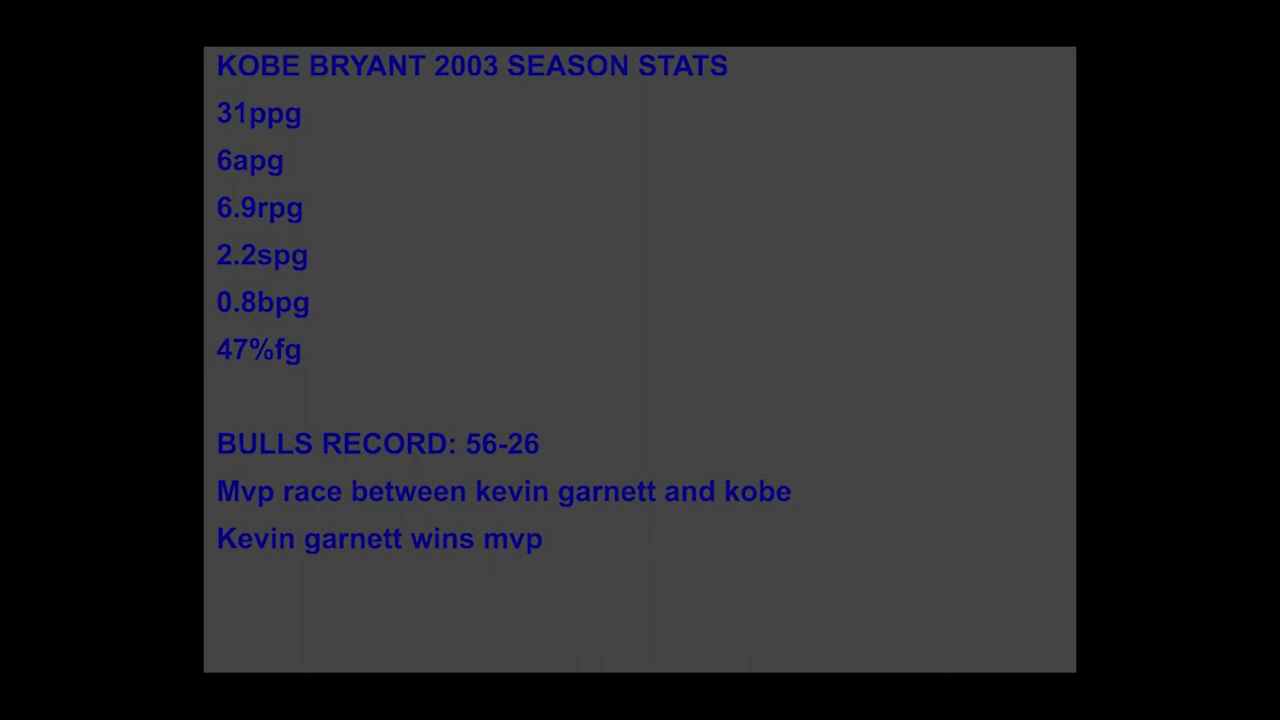 KOBE BRYANT 2003 SEASON STATS
31ppg
6apg
6.9rpg
2.2spg
0.8bpg
47%fg
BULLS RECORD: 56-26
Mvp race between kevin garnett and kobe
Kevin garnett wins mvp